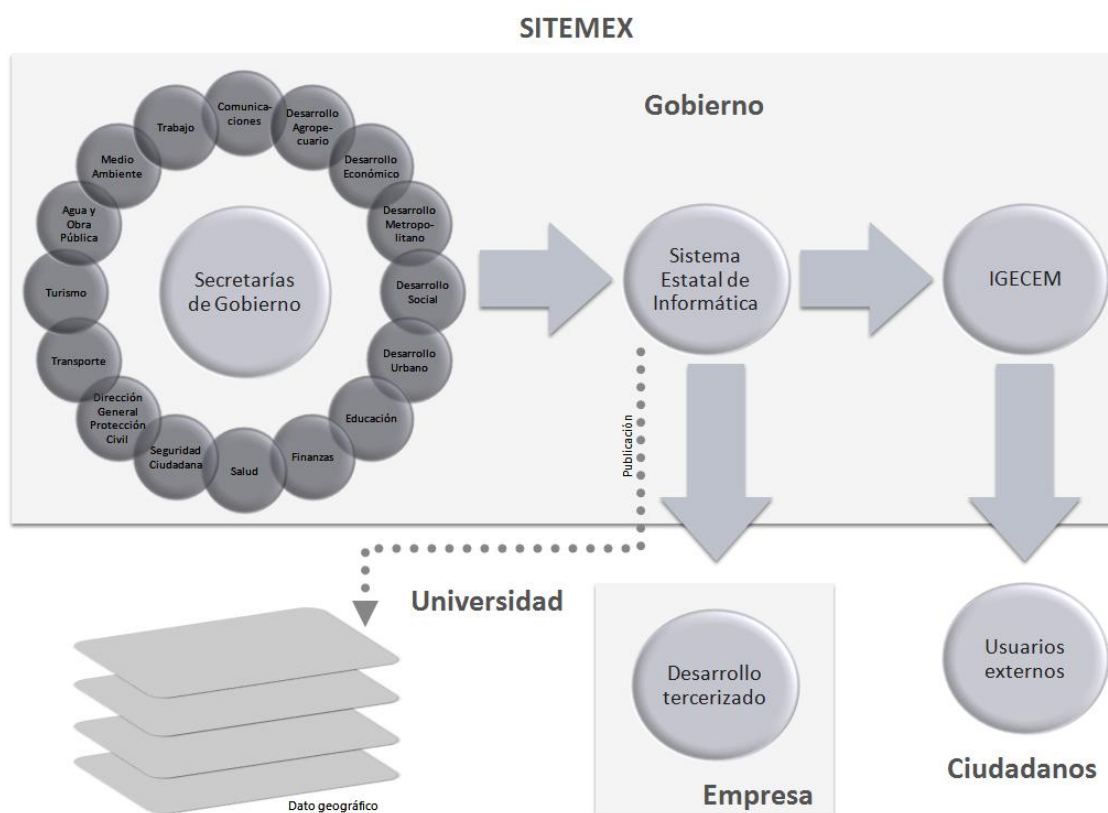 SITEMEX
Gobierno
Comunica-
ciones
Desarrollo
Agrope-
cuario
Desarrollo
Económico
Desarrollo
Metropo-
litano
Desarrollo
Social
Desarrollo
Urbano
Educación
Finanzas
Salud
Seguridad
Ciudadana
Dirección
General
Protección
Civil
Transporte
Turismo
Agua y
Obra
Pública
Medio
Ambiente
Trabajo
Secretarías
de Gobierno
Sistema
Estatal de
Informática
IGECEM
Publicación
Universidad
Dato geográfico
Desarrollo
tercerizado
Empresa
Usuarios
externos
Ciudadanos